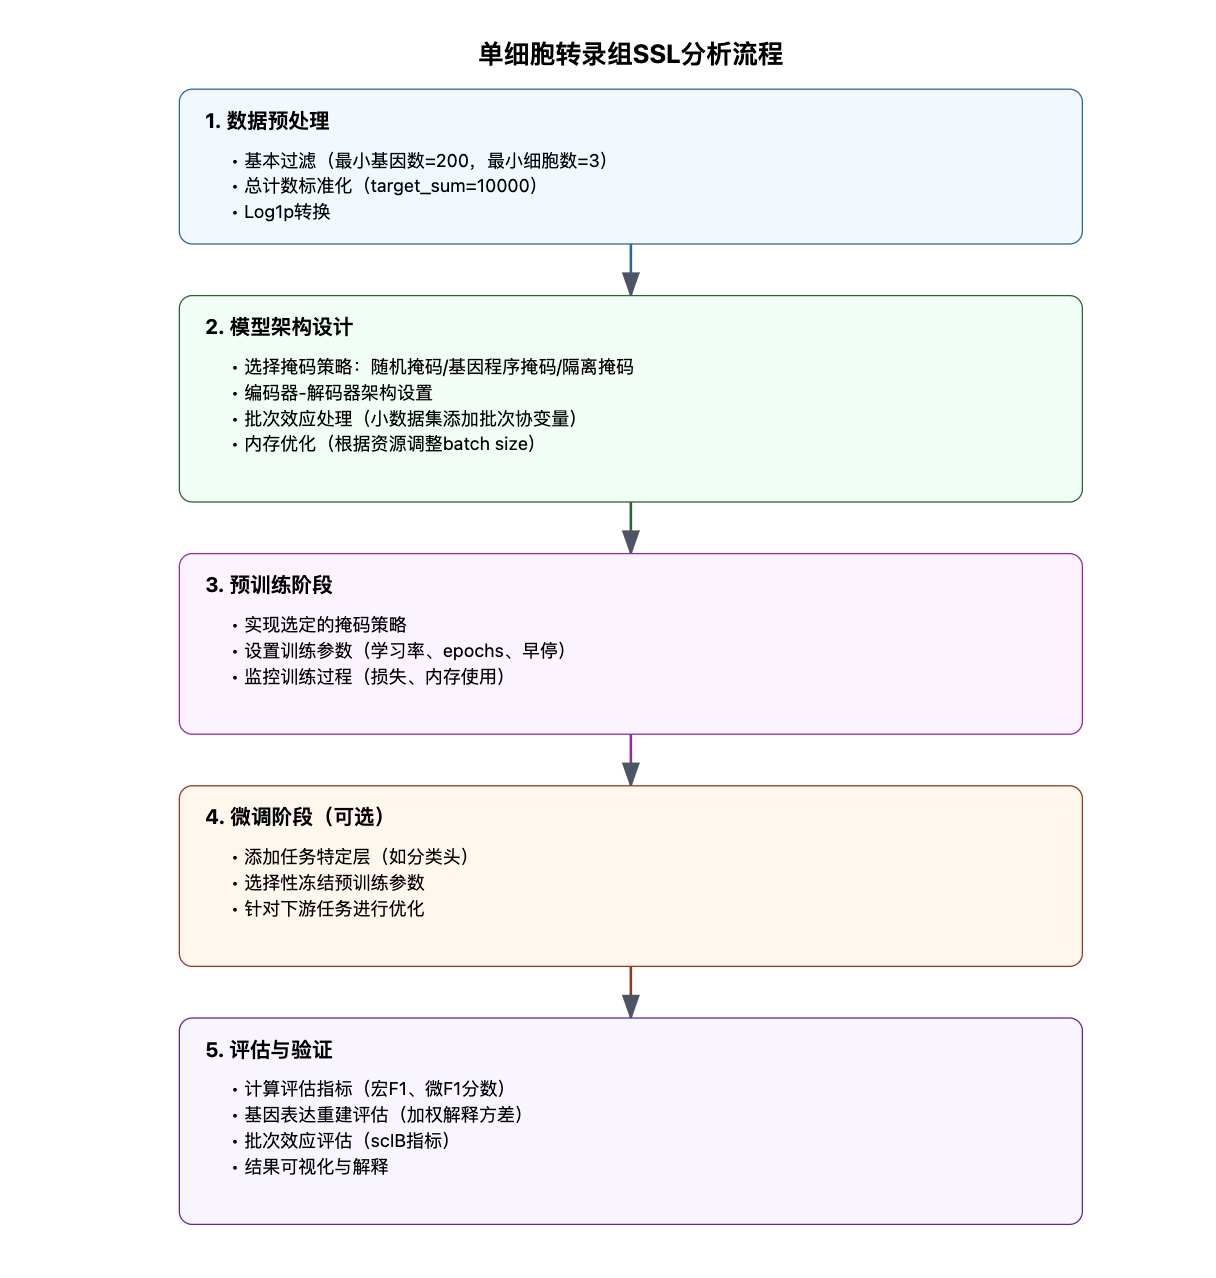 单细胞转录组SSL分析流程
1. 数据预处理
• 基本过滤（最小基因数=200，最小细胞数=3）
• 总计数标准化（target_sum=10000）
• Log1p转换
2. 模型架构设计
• 选择掩码策略：随机掩码/基因程序掩码/隔离掩码
• 编码器-解码器架构设置
• 批次效应处理（小数据集添加批次协变量）
• 内存优化（根据资源调整batch size）
3. 预训练阶段
• 实现选定的掩码策略
• 设置训练参数（学习率、epochs、早停）
• 监控训练过程（损失、内存使用）
4. 微调阶段（可选）
• 添加任务特定层（如分类头）
• 选择性冻结预训练参数
• 针对下游任务进行优化
5. 评估与验证
• 计算评估指标（宏F1、微F1分数）
• 基因表达重建评估（加权解释方差）
• 批次效应评估（scIB指标）
• 结果可视化与解释